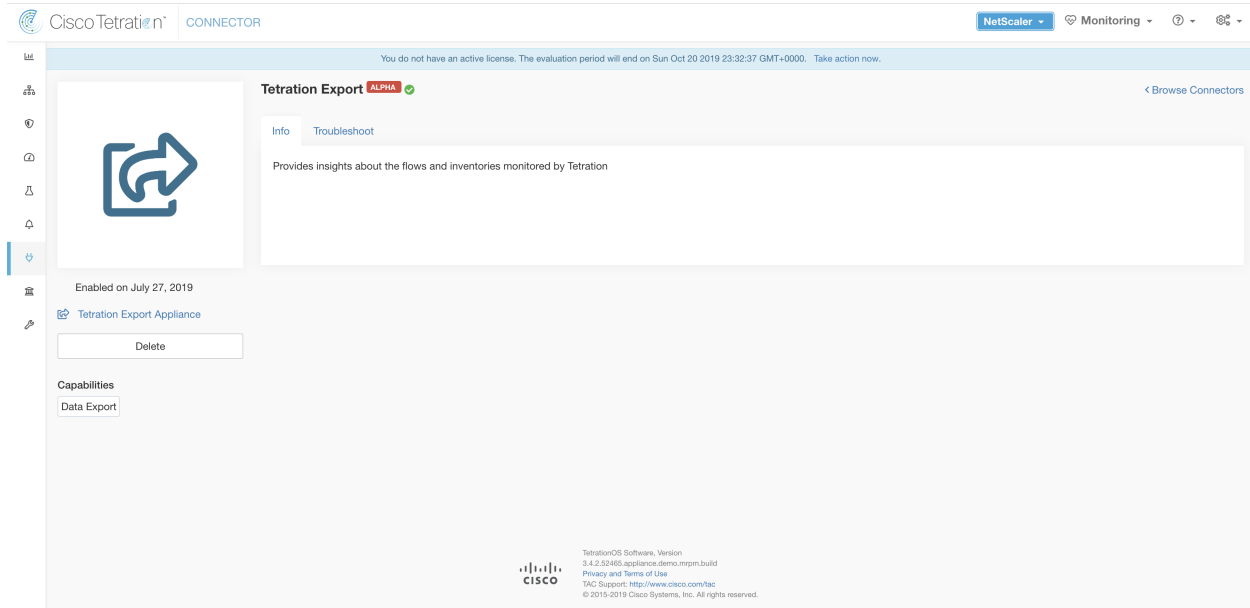 Cisco Tetration™ CONNECTOR NetScaler Monitoring
You do not have an active license. The evaluation period will end on Sun Oct 20 2019 23:32:37 GMT+0000. Take action now.
Tetration Export ALPHA
Browse Connectors
Info Troubleshoot
Provides insights about the flows and inventories monitored by Tetration
Enabled on July 27, 2019
Tetration Export Appliance
Delete
Capabilities
Data Export
CISCO
TetrationOS Software, Version
3.4.2.52465.appliance.demo.mrpm.build
Privacy and Terms of Use
TAC Support: http://www.cisco.com/tac
© 2015-2019 Cisco Systems, Inc. All rights reserved.